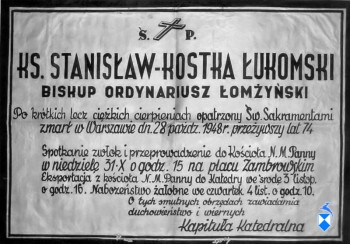 Ś. P.
KS. STANISŁAW-KOSTKA ŁUKOMSKI
BISKUP ORDYNARIUSZ ŁOMŻYŃSKI
Po krótkich lecz ciężkich cierpieniach opatrzony Św. Sakramentami
zmarł w Warszawie dn. 28 paźdz. 1948 r. przeżywszy lat 74
Spotkanie zwłok i przeprowadzenie do Kościoła N.M. Panny
w niedzielę 31-X o godz. 15 na placu Zambrowskim
Eksportacja z kościoła N.M. Panny do Katedry we środę 3 listop.
o godz. 16. Nabożeństwo żałobne we czwartek 4 list. o godz. 10.
O tych smutnych obrzędach zawiadamia
duchowieństwo i wiernych
Kapituła Katedralna